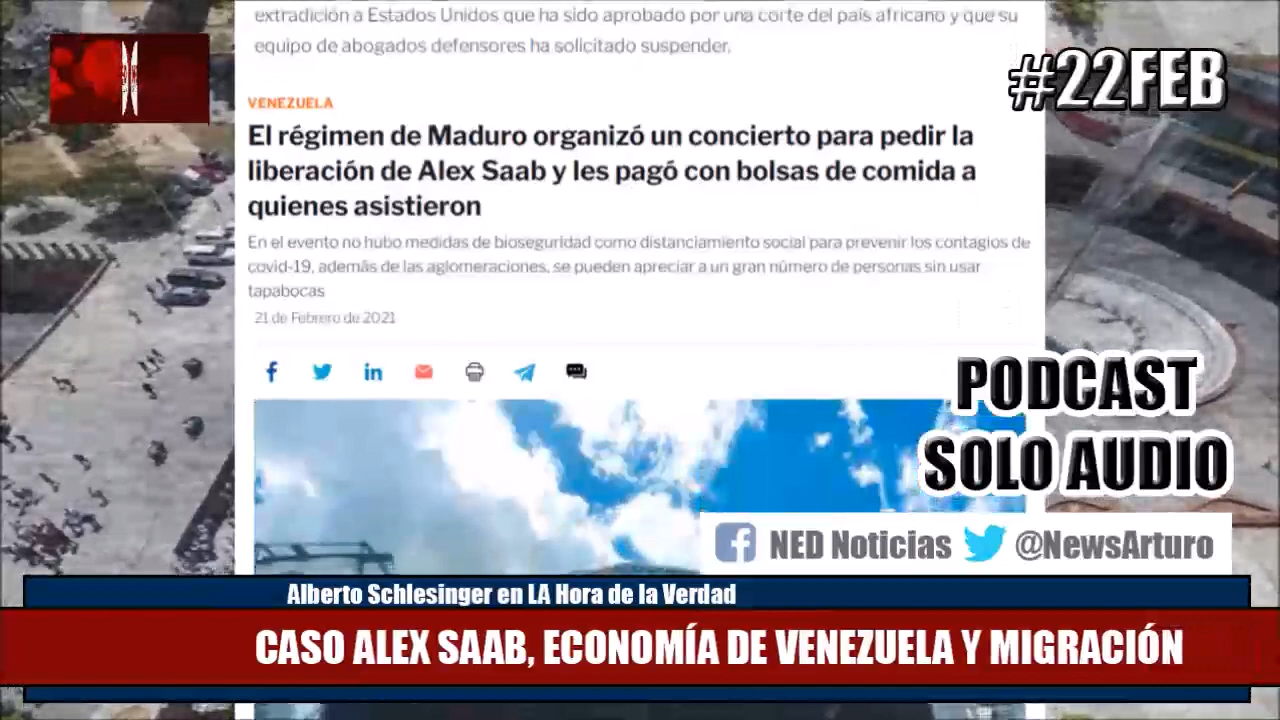 extradición a Estados Unidos que ha sido aprobado por una corte del país africano y que su
equipo de abogados defensores ha solicitado suspender.
#22FEB
VENEZUELA
El régimen de Maduro organizó un concierto para pedir la
liberación de Alex Saab y les pagó con bolsas de comida a
quienes asistieron
En el evento no hubo medidas de bioseguridad como distanciamiento social para prevenir los contagios de
covid-19, además de las aglomeraciones, se pueden apreciar a un gran número de personas sin usar
tapabocas
21 de Febrero de 2021
PODCAST
SOLO AUDIO
NED Noticias @NewsArturo
Alberto Schlesinger en LA Hora de la Verdad
CASO ALEX SAAB, ECONOMÍA DE VENEZUELA Y MIGRACIÓN